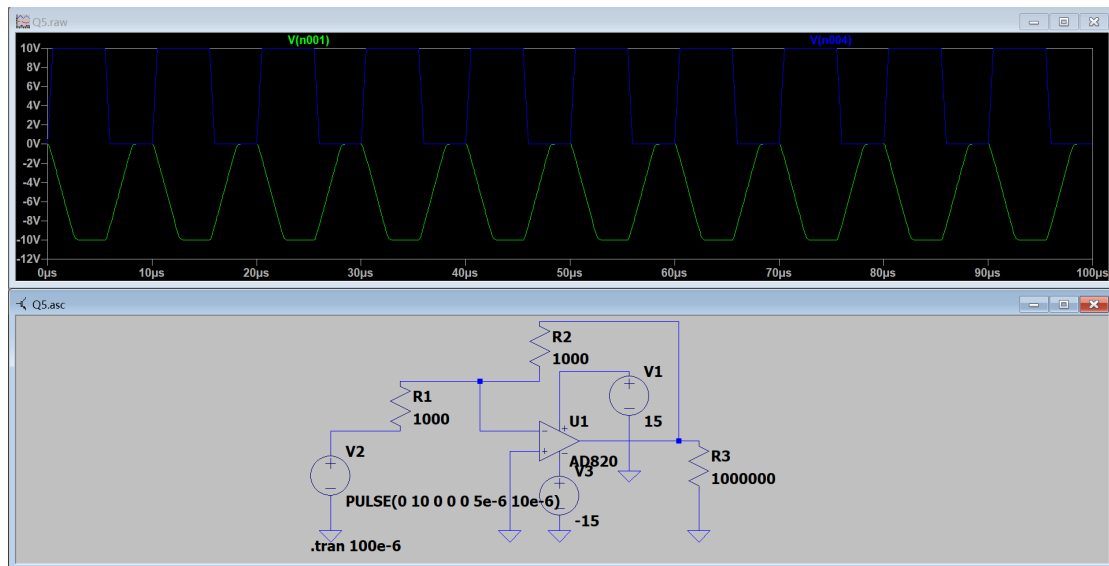 Q5.raw
V(n001) V(n004)
10V
8V
6V
4V
2V
0V
-2V
-4V
-6V
-8V
-10V
-12V
0µs 10µs 20µs 30µs 40µs 50µs 60µs 70µs 80µs 90µs 100µs
Q5.asc
R2
1000
V1
15
R1
1000
U1
AD820
V2
PULSE(0 10 0 0 0 5e-6 10e-6)
V3
-15
R3
1000000
.tran 100e-6